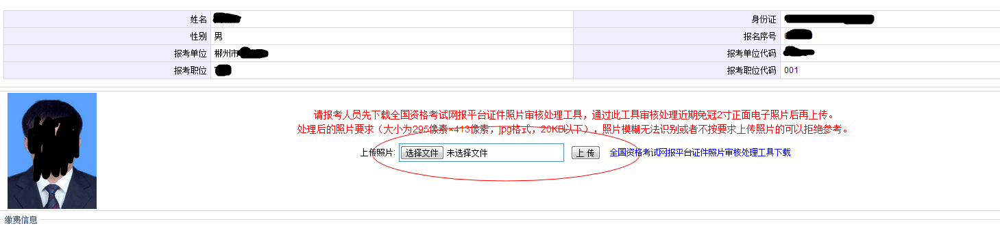 姓名 身份证
性别 男 报名序号
报考单位 郴州市 报考单位代码
报考职位 报考职位代码 001
请报考人员先下载全国资格考试网报平台证件照片审核处理工具，通过此工具审核处理近期免冠2寸正面电子照片后再上传。
处理后的照片要求（大小为295像素×413像素，jpg格式，20KB以下），照片模糊无法识别或者不按要求上传照片的可以拒绝参考。
上传照片: 选择文件 未选择文件 上 传 全国资格考试网报平台证件照片审核处理工具下载
缴费信息